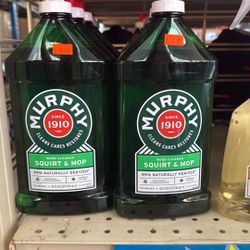 MURPHY
SINCE
1910
CLEANS CARES RESTORES
WOOD CLEANER
SQUIRT & MOP
99% NATURALLY DERIVED*
MURPHY
SINCE
1910
CLEANS CARES RESTORES
WOOD CLEANER
SQUIRT & MOP
99% NATURALLY DERIVED*